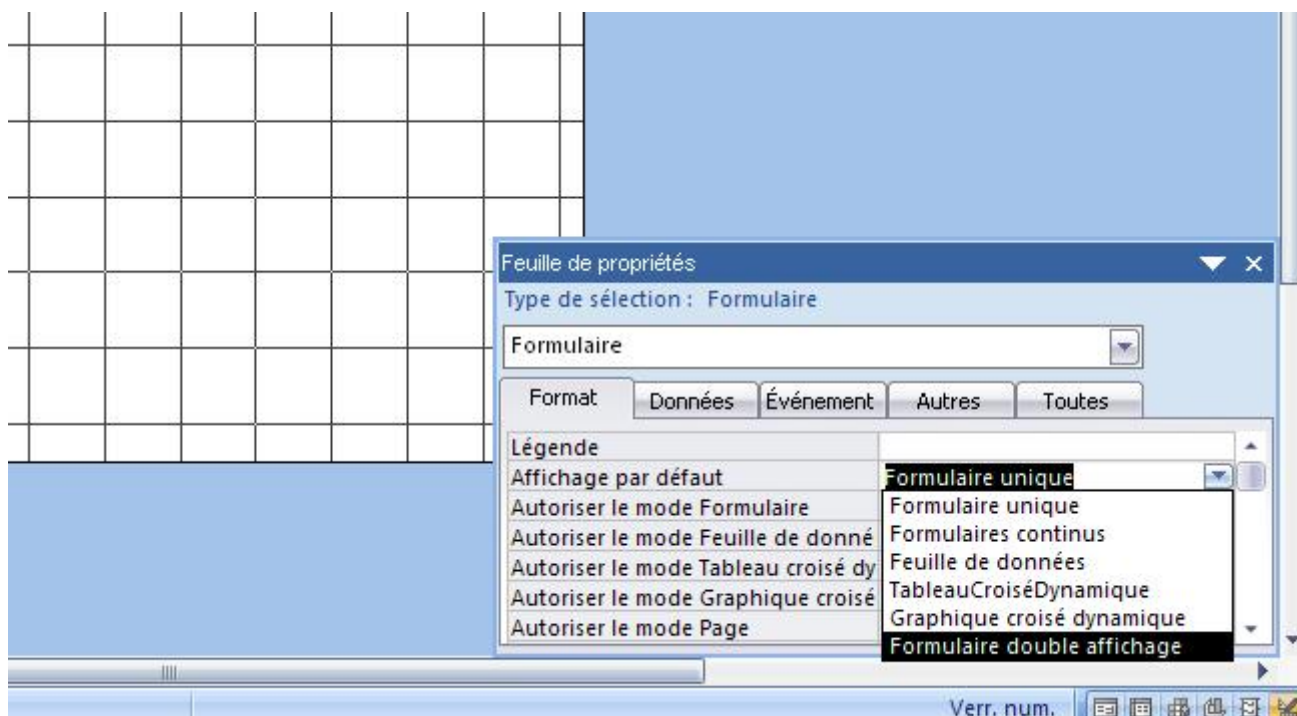 Feuille de propriétés
Type de sélection : Formulaire
Formulaire
Format Données Événement Autres Toutes
Légende
Affichage par défaut Formulaire unique
Autoriser le mode Formulaire Formulaire unique
Autoriser le mode Feuille de donné Formulaires continus
Autoriser le mode Tableau croisé dy Feuille de données
Autoriser le mode Graphique croisé TableauCroiséDynamique
Autoriser le mode Page Graphique croisé dynamique
Formulaire double affichage
Verr. num.